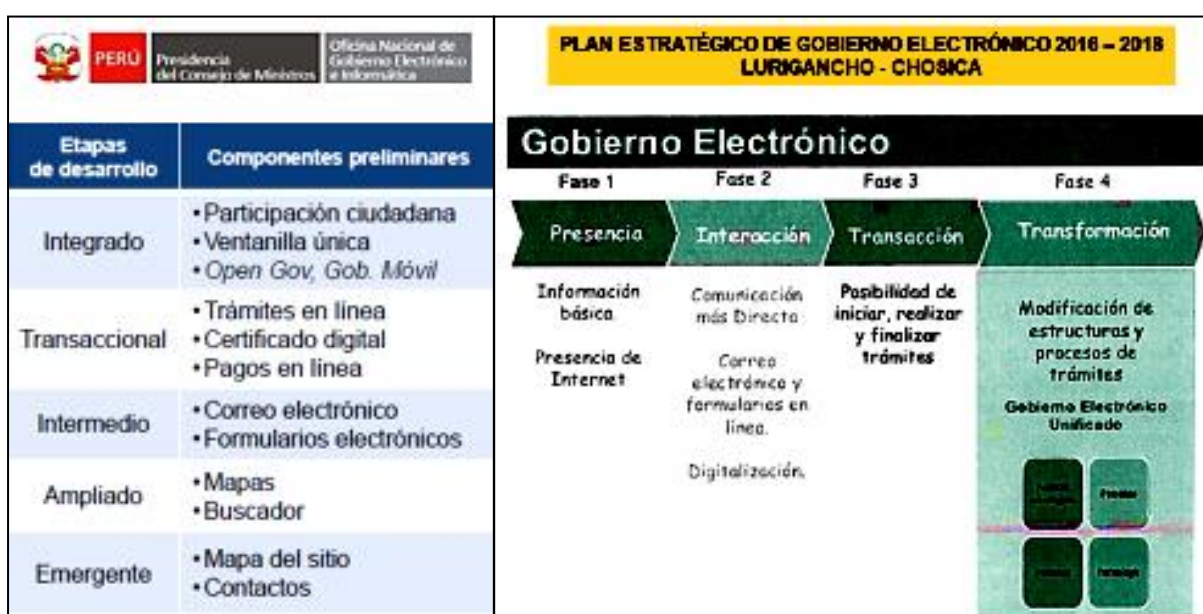 PERÚ
Presidencia
del Consejo de Ministros
Oficina Nacional de
Gobierno Electrónico
e Informática
Etapas
de desarrollo
Componentes preliminares
Integrado
• Participación ciudadana
• Ventanilla única
• Open Gov, Gob. Móvil
Transaccional
• Trámites en línea
• Certificado digital
• Pagos en línea
Intermedio
• Correo electrónico
• Formularios electrónicos
Ampliado
• Mapas
• Buscador
Emergente
• Mapa del sitio
• Contactos
PLAN ESTRATÉGICO DE GOBIERNO ELECTRÓNICO 2016 – 2018
LURIGANCHO - CHOSICA
Gobierno Electrónico
Fase 1
Fase 2
Fase 3
Fase 4
Presencia
Interacción
Transacción
Transformación
Información
básica
Presencia de
Internet
Comunicación
más Directa
Correo
electrónico y
formularios en
línea.
Digitalización.
Posibilidad de
iniciar, realizar
y finalizar
trámites
Modificación de
estructuras y
procesos de
trámites
Gobierno Electrónico
Unificado